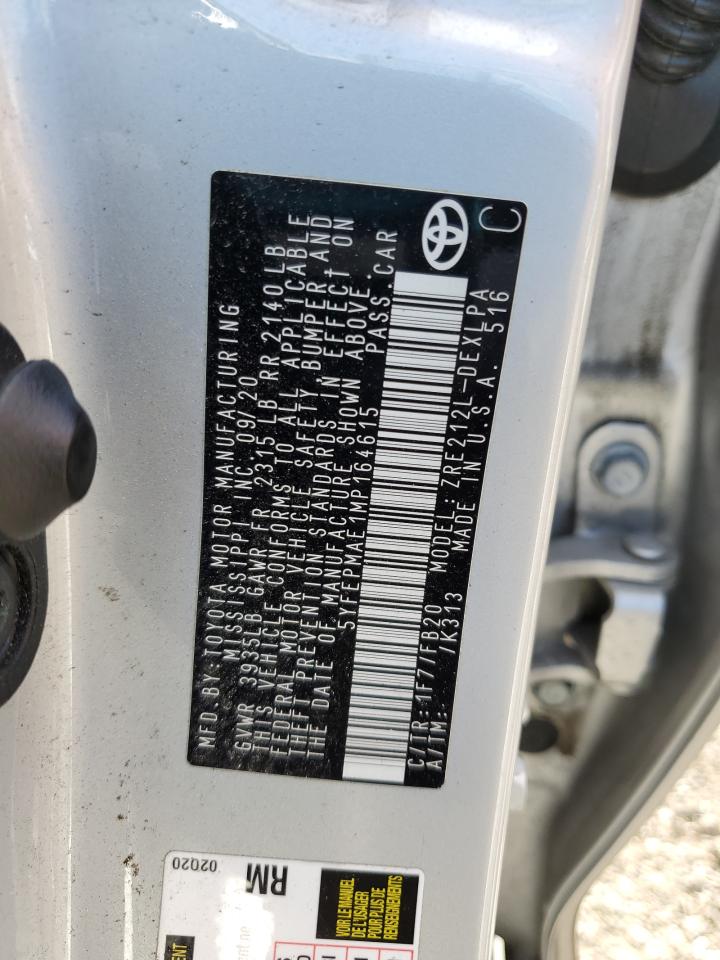 MFD.BY: TOYOTA MOTOR MANUFACTURING
MISSISSIPPI INC. 09/20
GVWR 3935LB GAWR FR 2315 LB RR 2140 LB
THIS VEHICLE CONFORMS TO ALL APPLICABLE
FEDERAL MOTOR VEHICLE SAFETY, BUMPER, AND
THEFT PREVENTION STANDARDS IN EFFECT ON
THE DATE OF MANUFACTURE SHOWN ABOVE.
5YFEPMAE1MP164615 PASS.CAR
C/TR: 1F7/FB20 MODEL: ZRE212L-DEXLPA
A/TM: /K313 MADE IN U.S.A. 516
C
02020
RM
VOIR LE MANUEL
DE L'USAGER
POUR PLUS DE
RENSEIGNEMENTS